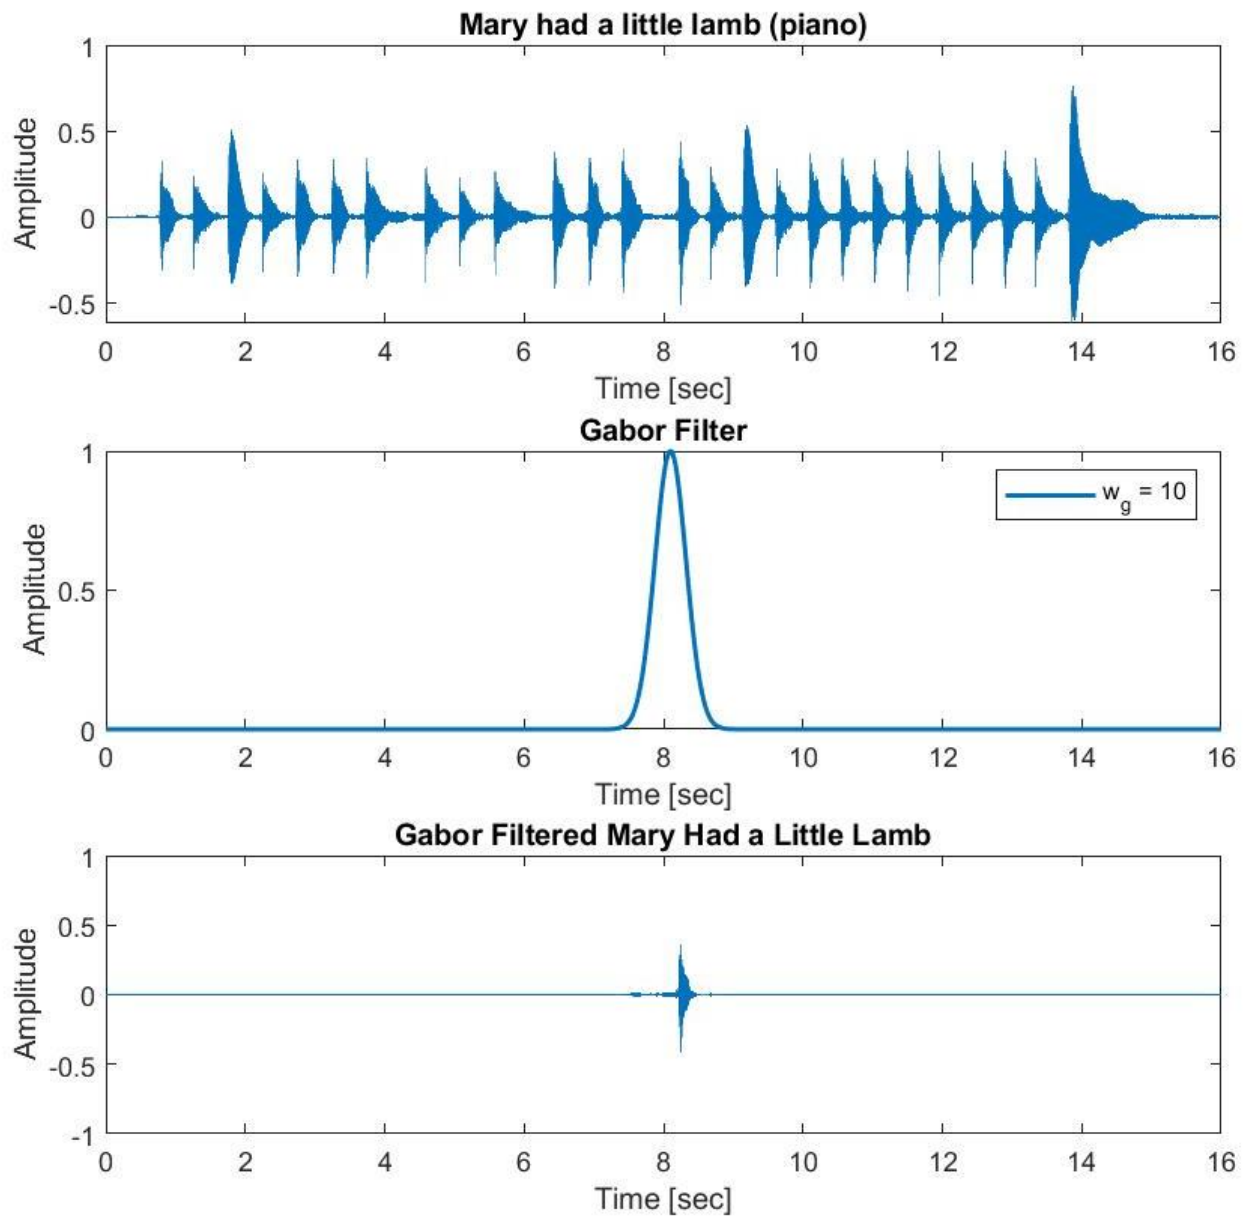 Mary had a little lamb (piano)
1
0.5
0
-0.5
Amplitude
0 2 4 6 8 10 12 14 16
Time [sec]
Gabor Filter
1
0.5
0
Amplitude
w_g = 10
0 2 4 6 8 10 12 14 16
Time [sec]
Gabor Filtered Mary Had a Little Lamb
1
0.5
0
-0.5
-1
Amplitude
0 2 4 6 8 10 12 14 16
Time [sec]